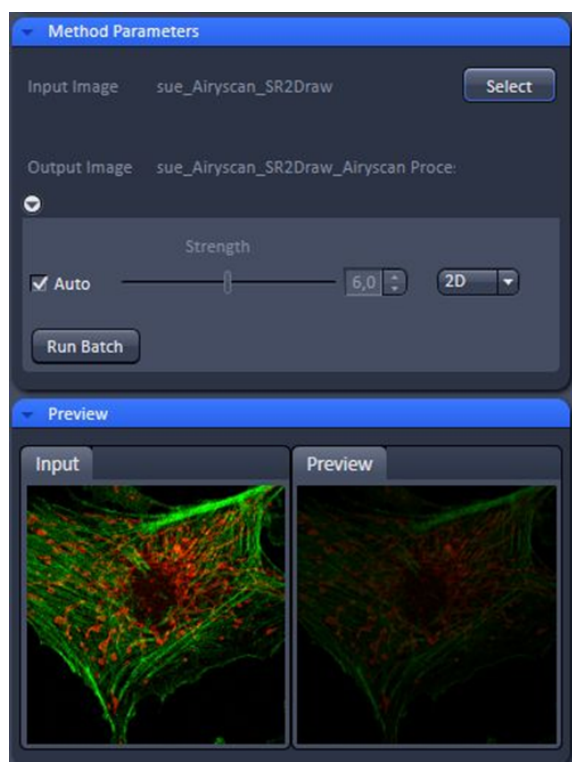 Method Parameters
Input Image sue_Airyscan_SR2Draw Select
Output Image sue_Airyscan_SR2Draw_Airyscan Proce:
Strength
Auto 6,0 2D
Run Batch
Preview
Input Preview